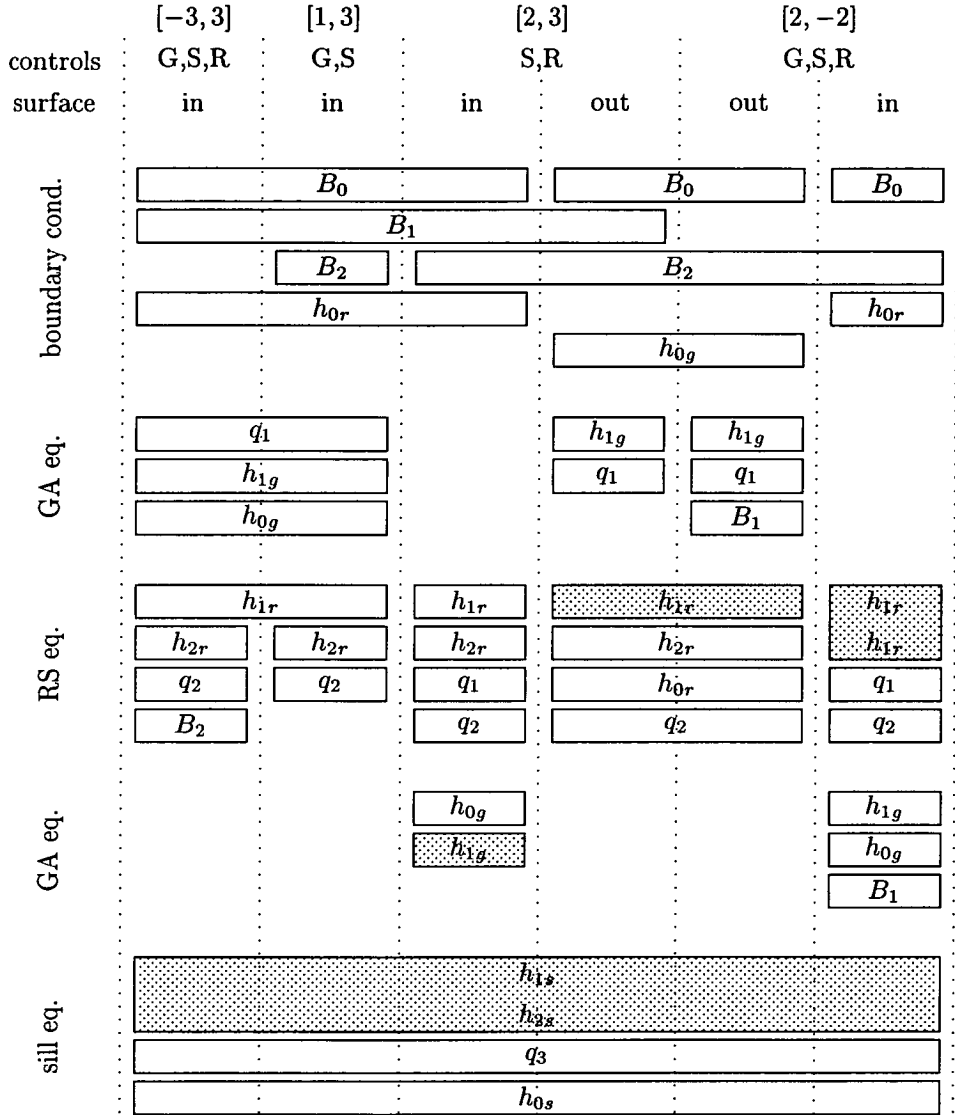 [−3, 3] [1, 3] [2, 3] [2, −2]
controls G,S,R G,S S,R G,S,R
surface in in in out out in
boundary cond.
B₀ B₀ B₀
B₁
B₂ B₂
h₀ᵣ h₀ᵣ
h₀g
GA eq.
q₁ h₁g h₁g
h₁g q₁ q₁
h₀g B₁
RS eq.
h₁ᵣ h₁ᵣ h₁ᵣ h₁ᵣ
h₂ᵣ h₂ᵣ h₂ᵣ h₂ᵣ h₁ᵣ
q₂ q₂ q₁ h₀ᵣ q₁
B₂ q₂ q₂ q₂
GA eq.
h₀g h₁g
h₁g h₀g
B₁
sill eq.
h₁ₛ
h₂ₛ
q₃
h₀ₛ